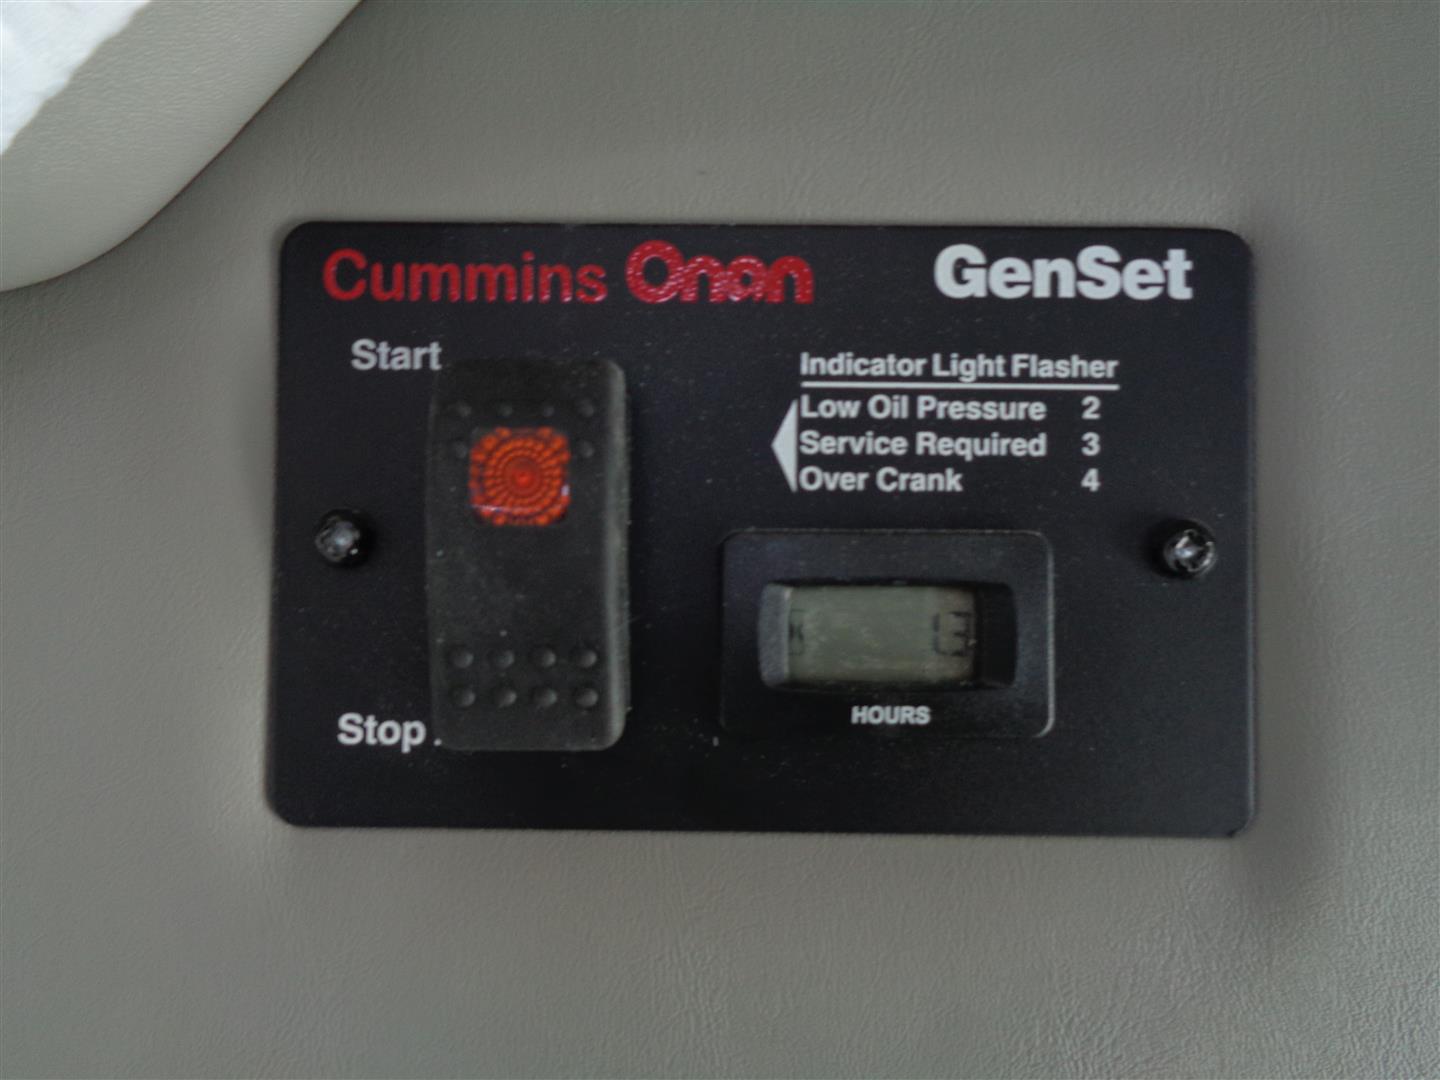 Cummins Onan GenSet
Start
Indicator Light Flasher
Low Oil Pressure 2
Service Required 3
Over Crank 4
HOURS
Stop